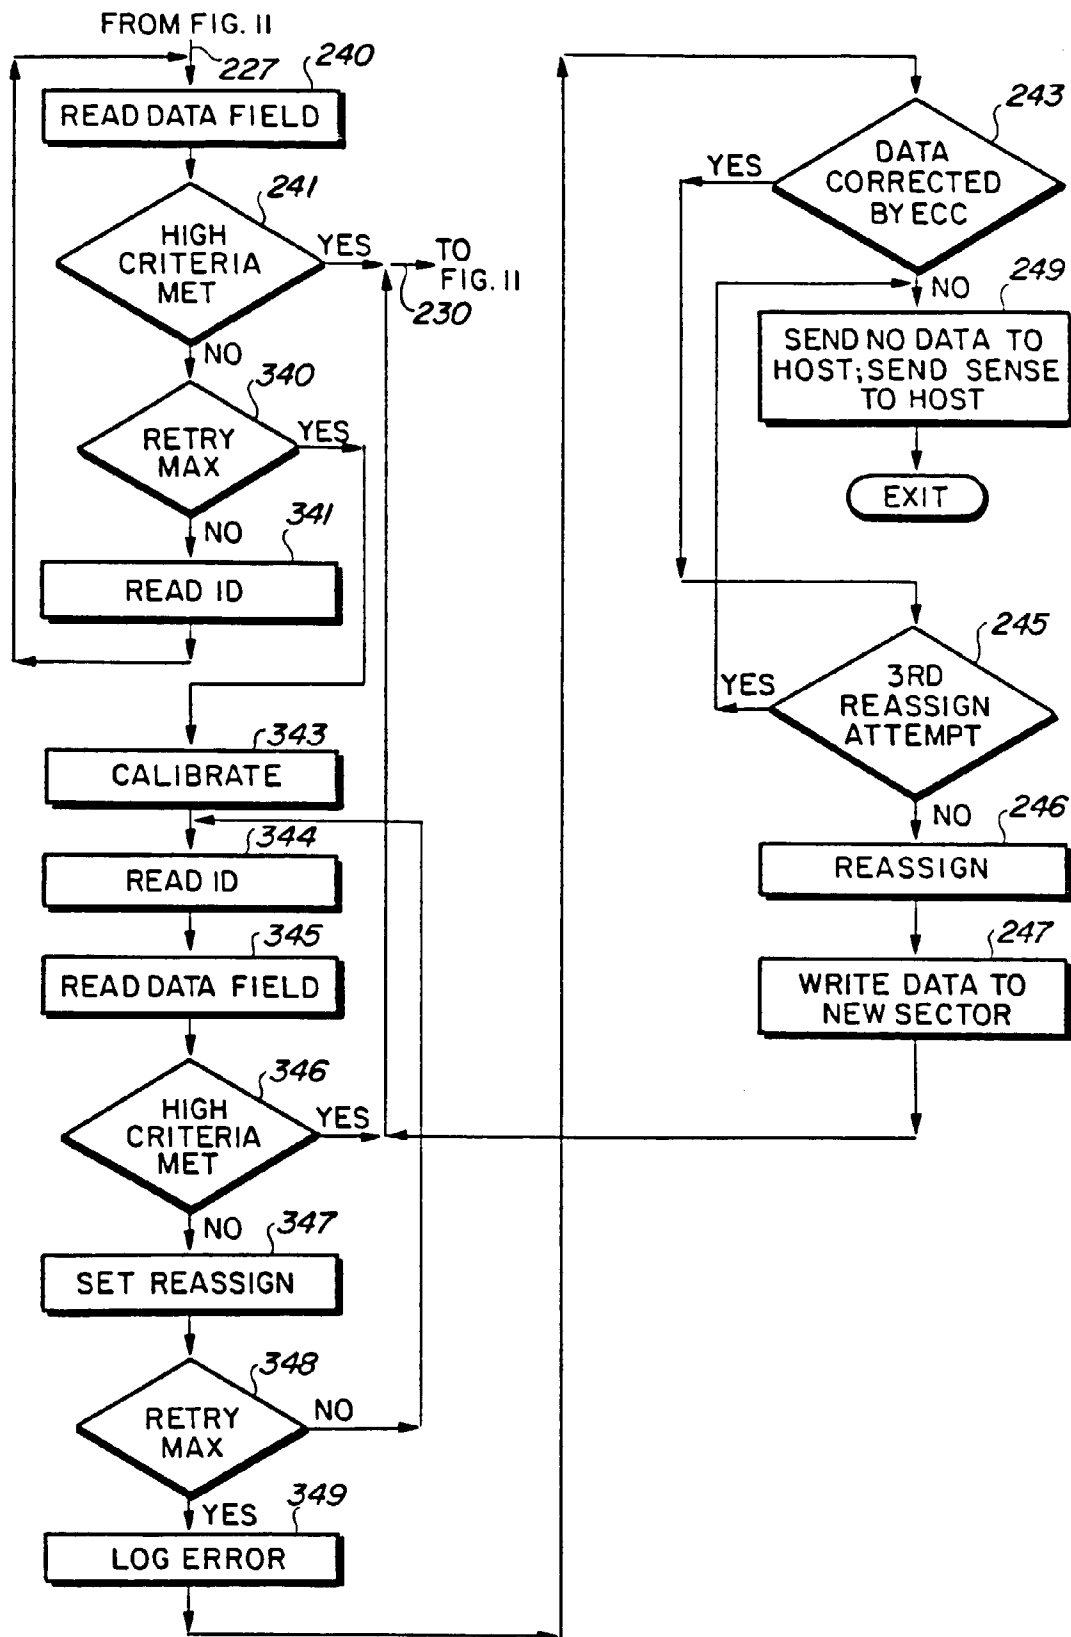 FROM FIG. 11
227
240
READ DATA FIELD
241
HIGH
CRITERIA
MET
YES
TO
FIG. 11
230
NO
340
RETRY
MAX
YES
NO
341
READ ID
343
CALIBRATE
344
READ ID
345
READ DATA FIELD
346
HIGH
CRITERIA
MET
YES
NO
347
SET REASSIGN
348
RETRY
MAX
NO
YES
349
LOG ERROR
243
DATA
CORRECTED
BY ECC
YES
NO
249
SEND NO DATA TO
HOST; SEND SENSE
TO HOST
EXIT
245
3RD
REASSIGN
ATTEMPT
YES
NO
246
REASSIGN
247
WRITE DATA TO
NEW SECTOR